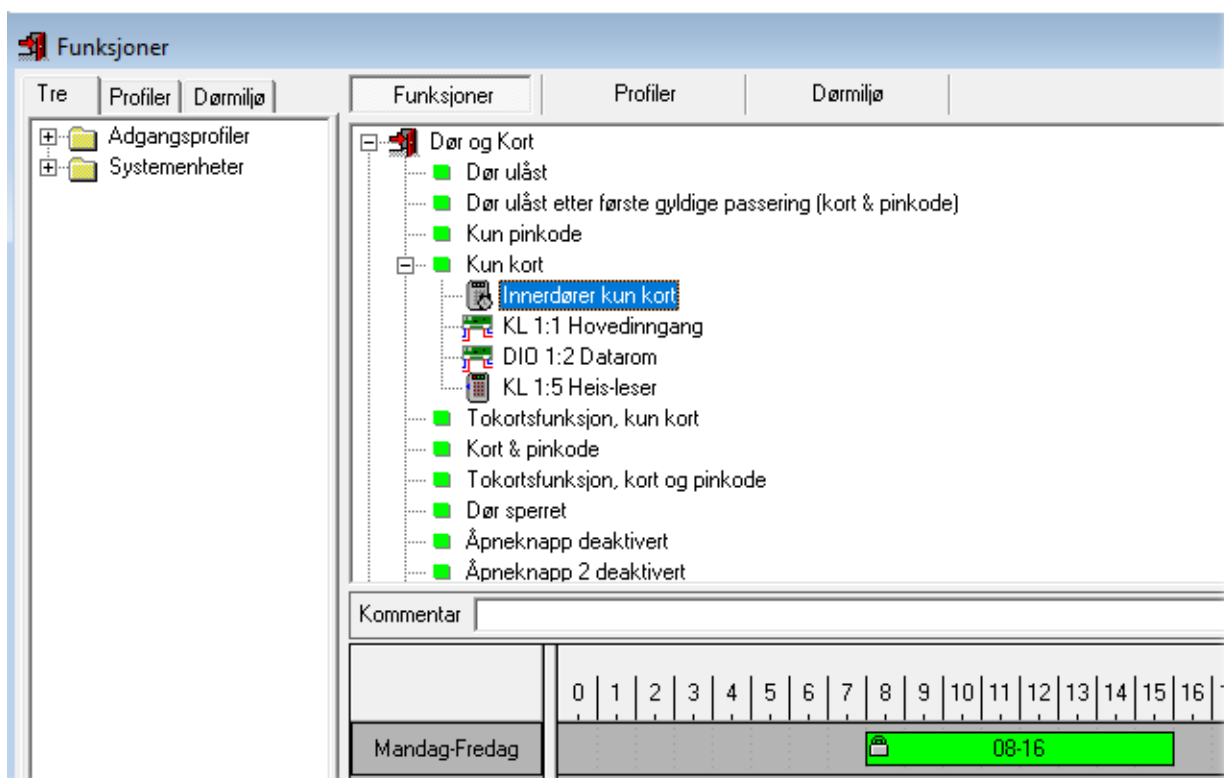 Funksjoner
Tre Profiler Dørmiljø
Adgangsprofiler
Systemenheter
Funksjoner Profiler Dørmiljø
Dør og Kort
Dør ulåst
Dør ulåst etter første gyldige passering (kort & pinkode)
Kun pinkode
Kun kort
Innerdører kun kort
KL 1:1 Hovedinngang
DIO 1:2 Datarom
KL 1:5 Heis-leser
Tokortsfunksjon, kun kort
Kort & pinkode
Tokortsfunksjon, kort og pinkode
Dør sperret
Åpneknapp deaktivert
Åpneknapp 2 deaktivert
Kommentar
0 1 2 3 4 5 6 7 8 9 10 11 12 13 14 15 16
Mandag-Fredag 08-16